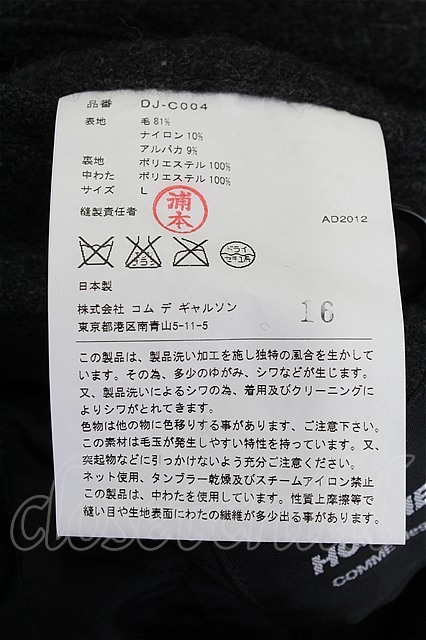 品番 DJ-C004
表地 毛 81%
ナイロン 10%
アルパカ 9%
裏地 ポリエステル 100%
中わた ポリエステル 100%
サイズ L
縫製責任者 浦本
AD2012
エンソ
ブラシ
ドライ
セキユ系
日本製
株式会社 コム デ ギャルソン
東京都港区南青山5-11-5
16
この製品は、製品洗い加工を施し独特の風合を生かして
います。その為、多少のゆがみ、シワなどが生じます。
又、製品洗いによるシワの為、着用及びクリーニングに
よりシワがとれてきます。
色物は他の物に色移りする事があります、ご注意下さい。
この素材は毛玉が発生しやすい特性を持っています。又、
突起物などに引っかけないよう充分ご注意ください。
ネット使用、タンブラー乾燥及びスチームアイロン禁止
この製品は、中わたを使用しています。性質上摩擦等で
縫い目や生地表面にわたの繊維が多少出る事があります。
COMME